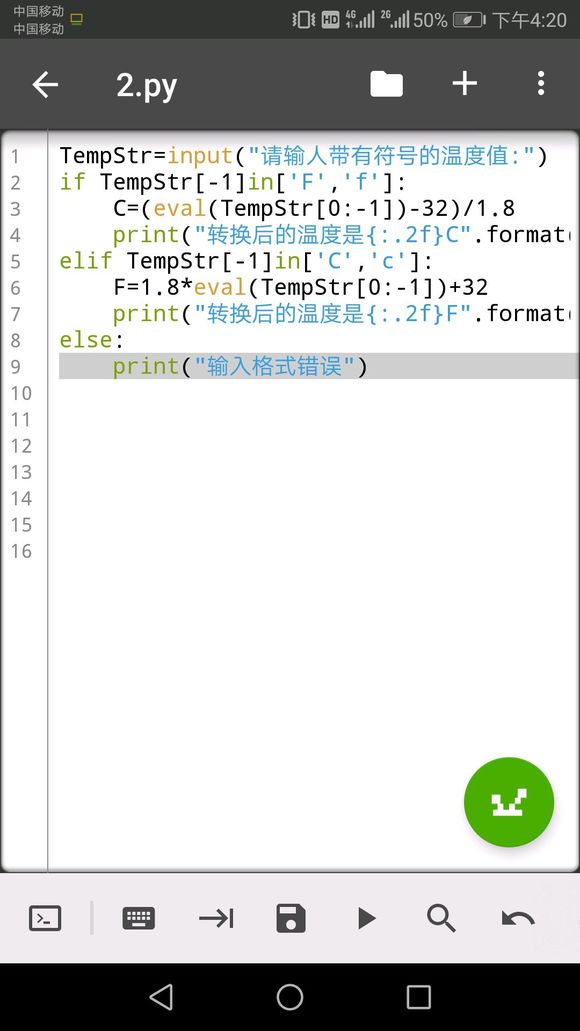 中国移动
中国移动
HD 4G 2G 50% 下午4:20
2.py
1 TempStr=input("请输人带有符号的温度值:")
2 if TempStr[-1]in['F','f']:
3 C=(eval(TempStr[0:-1])-32)/1.8
4 print("转换后的温度是{:.2f}C".format(
5 elif TempStr[-1]in['C','c']:
6 F=1.8*eval(TempStr[0:-1])+32
7 print("转换后的温度是{:.2f}F".format(
8 else:
9 print("输入格式错误")
10
11
12
13
14
15
16